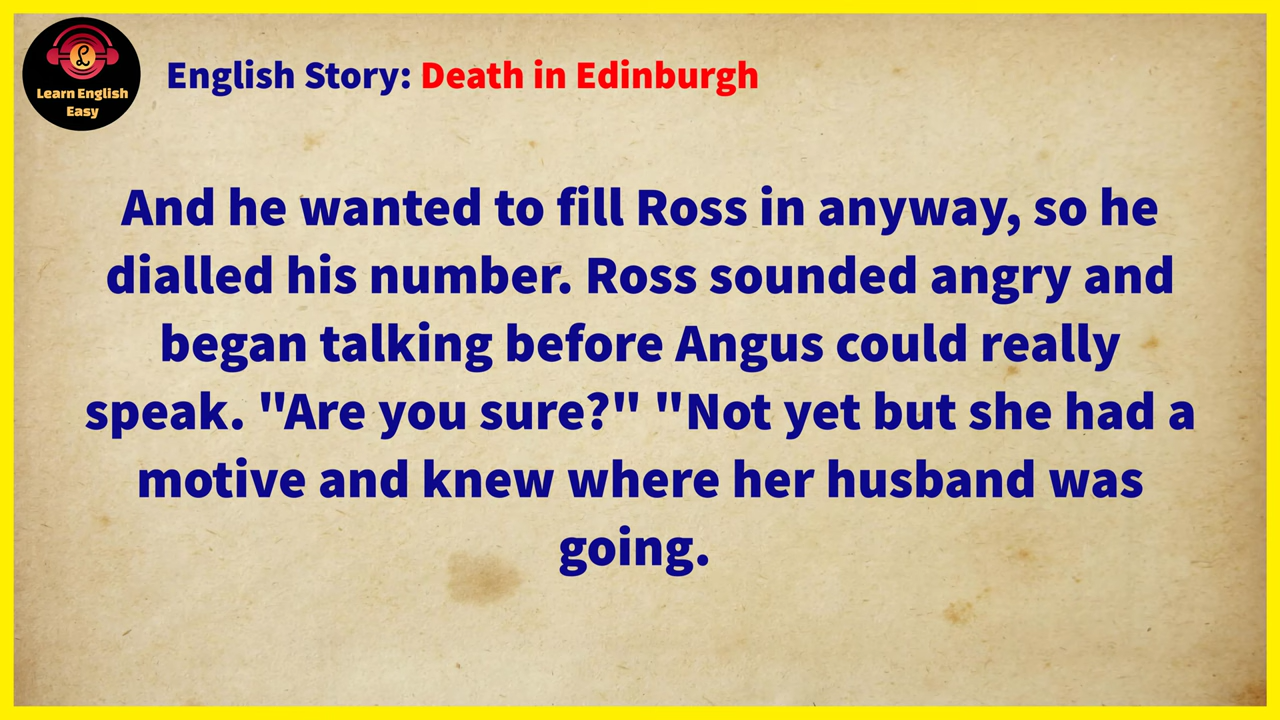 Learn English
Easy
English Story: Death in Edinburgh
And he wanted to fill Ross in anyway, so he
dialled his number. Ross sounded angry and
began talking before Angus could really
speak. "Are you sure?" "Not yet but she had a
motive and knew where her husband was
going.